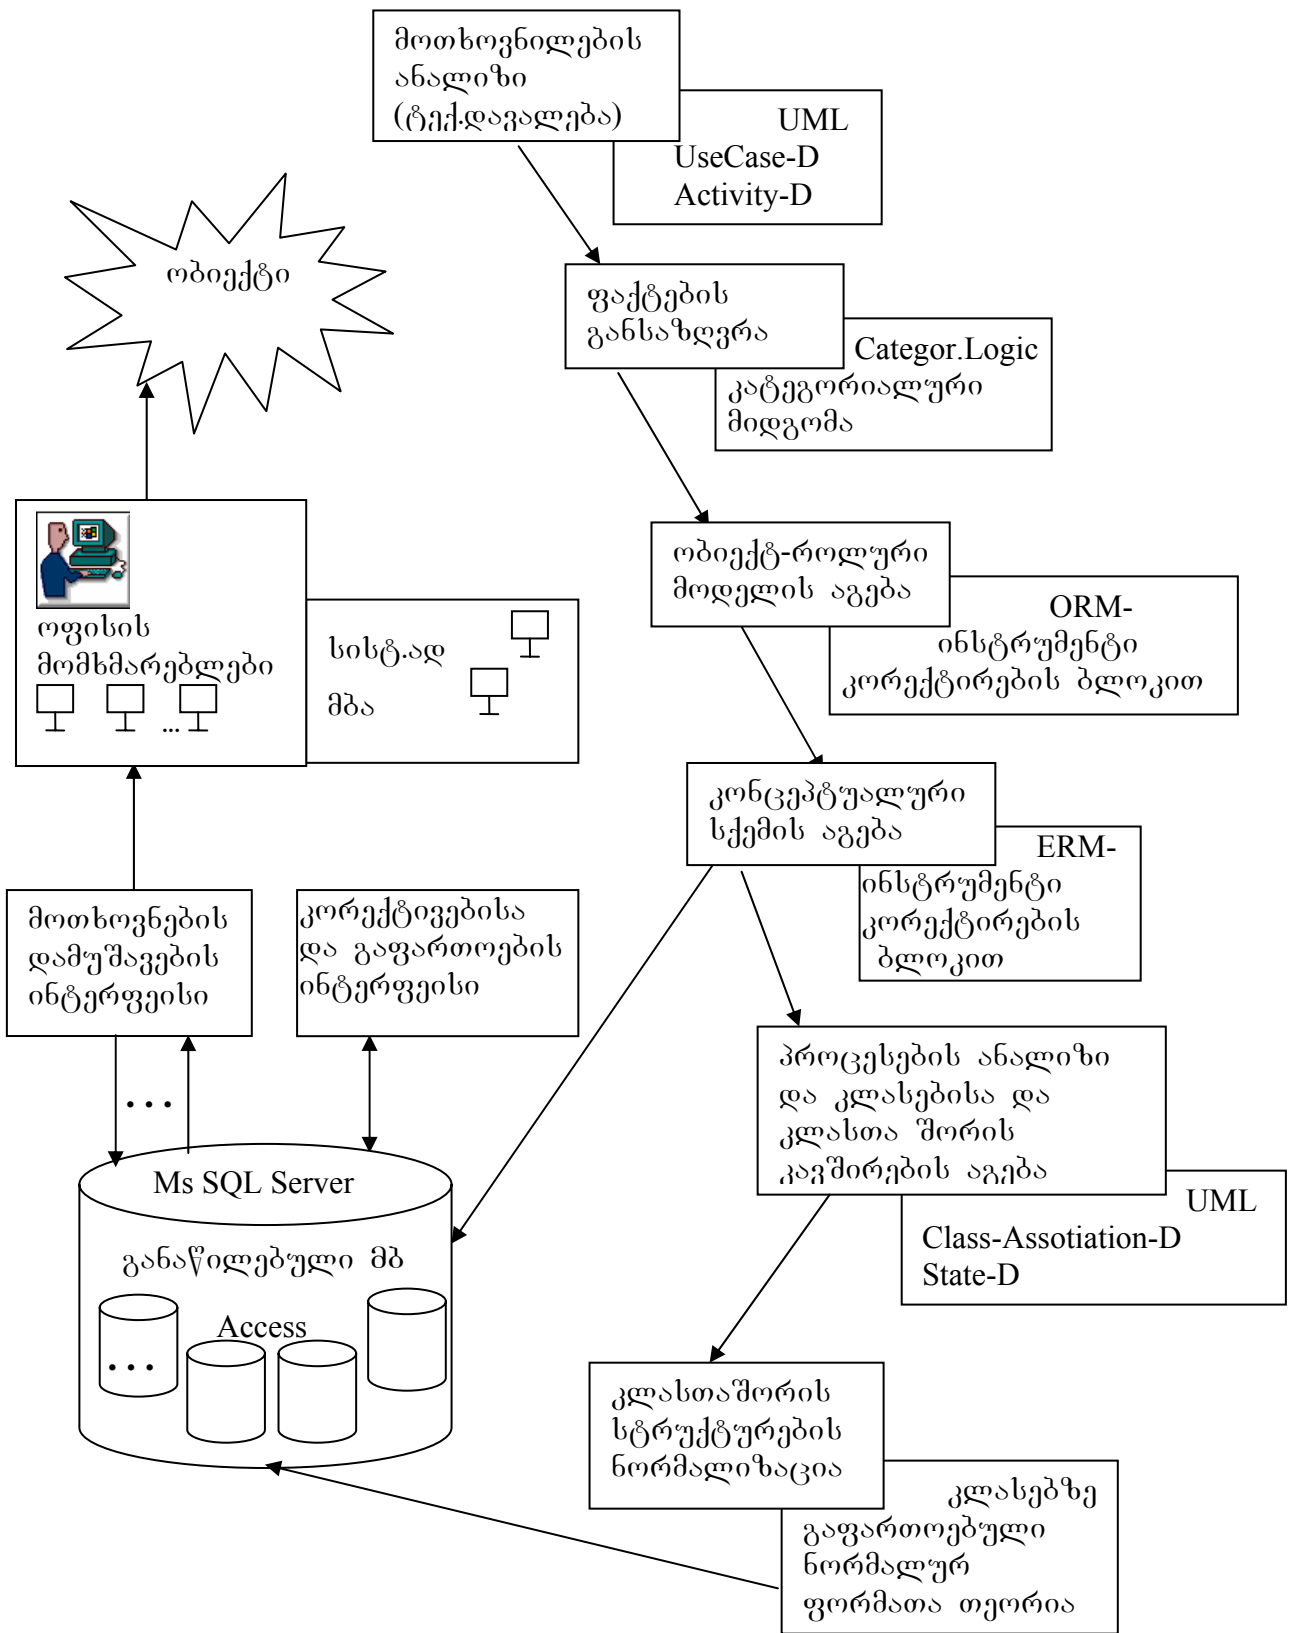 მოთხოვნილების
ანალიზი
(ტექ.დავალება)
UML
UseCase-D
Activity-D
ობიექტი
ფაქტების
განსაზღვრა
Categor.Logic
კატეგორიალური
მიდგომა
ობიექტ-როლური
მოდელის აგება
ORM-
ინსტრუმენტი
კორექტირების ბლოკით
ოფისის
მომხმარებლები
...
სისტ.ად
მბა
კონცეპტუალური
სქემის აგება
ERM-
ინსტრუმენტი
კორექტირების
ბლოკით
მოთხოვნების
დამუშავების
ინტერფეისი
კორექტივებისა
და გაფართოების
ინტერფეისი
პროცესების ანალიზი
და კლასებისა და
კლასთა შორის
კავშირების აგება
UML
Class-Assotiation-D
State-D
...
Ms SQL Server
განაწილებული მბ
Access
...
კლასთაშორის
სტრუქტურების
ნორმალიზაცია
კლასებზე
გაფართოებული
ნორმალურ
ფორმათა თეორია